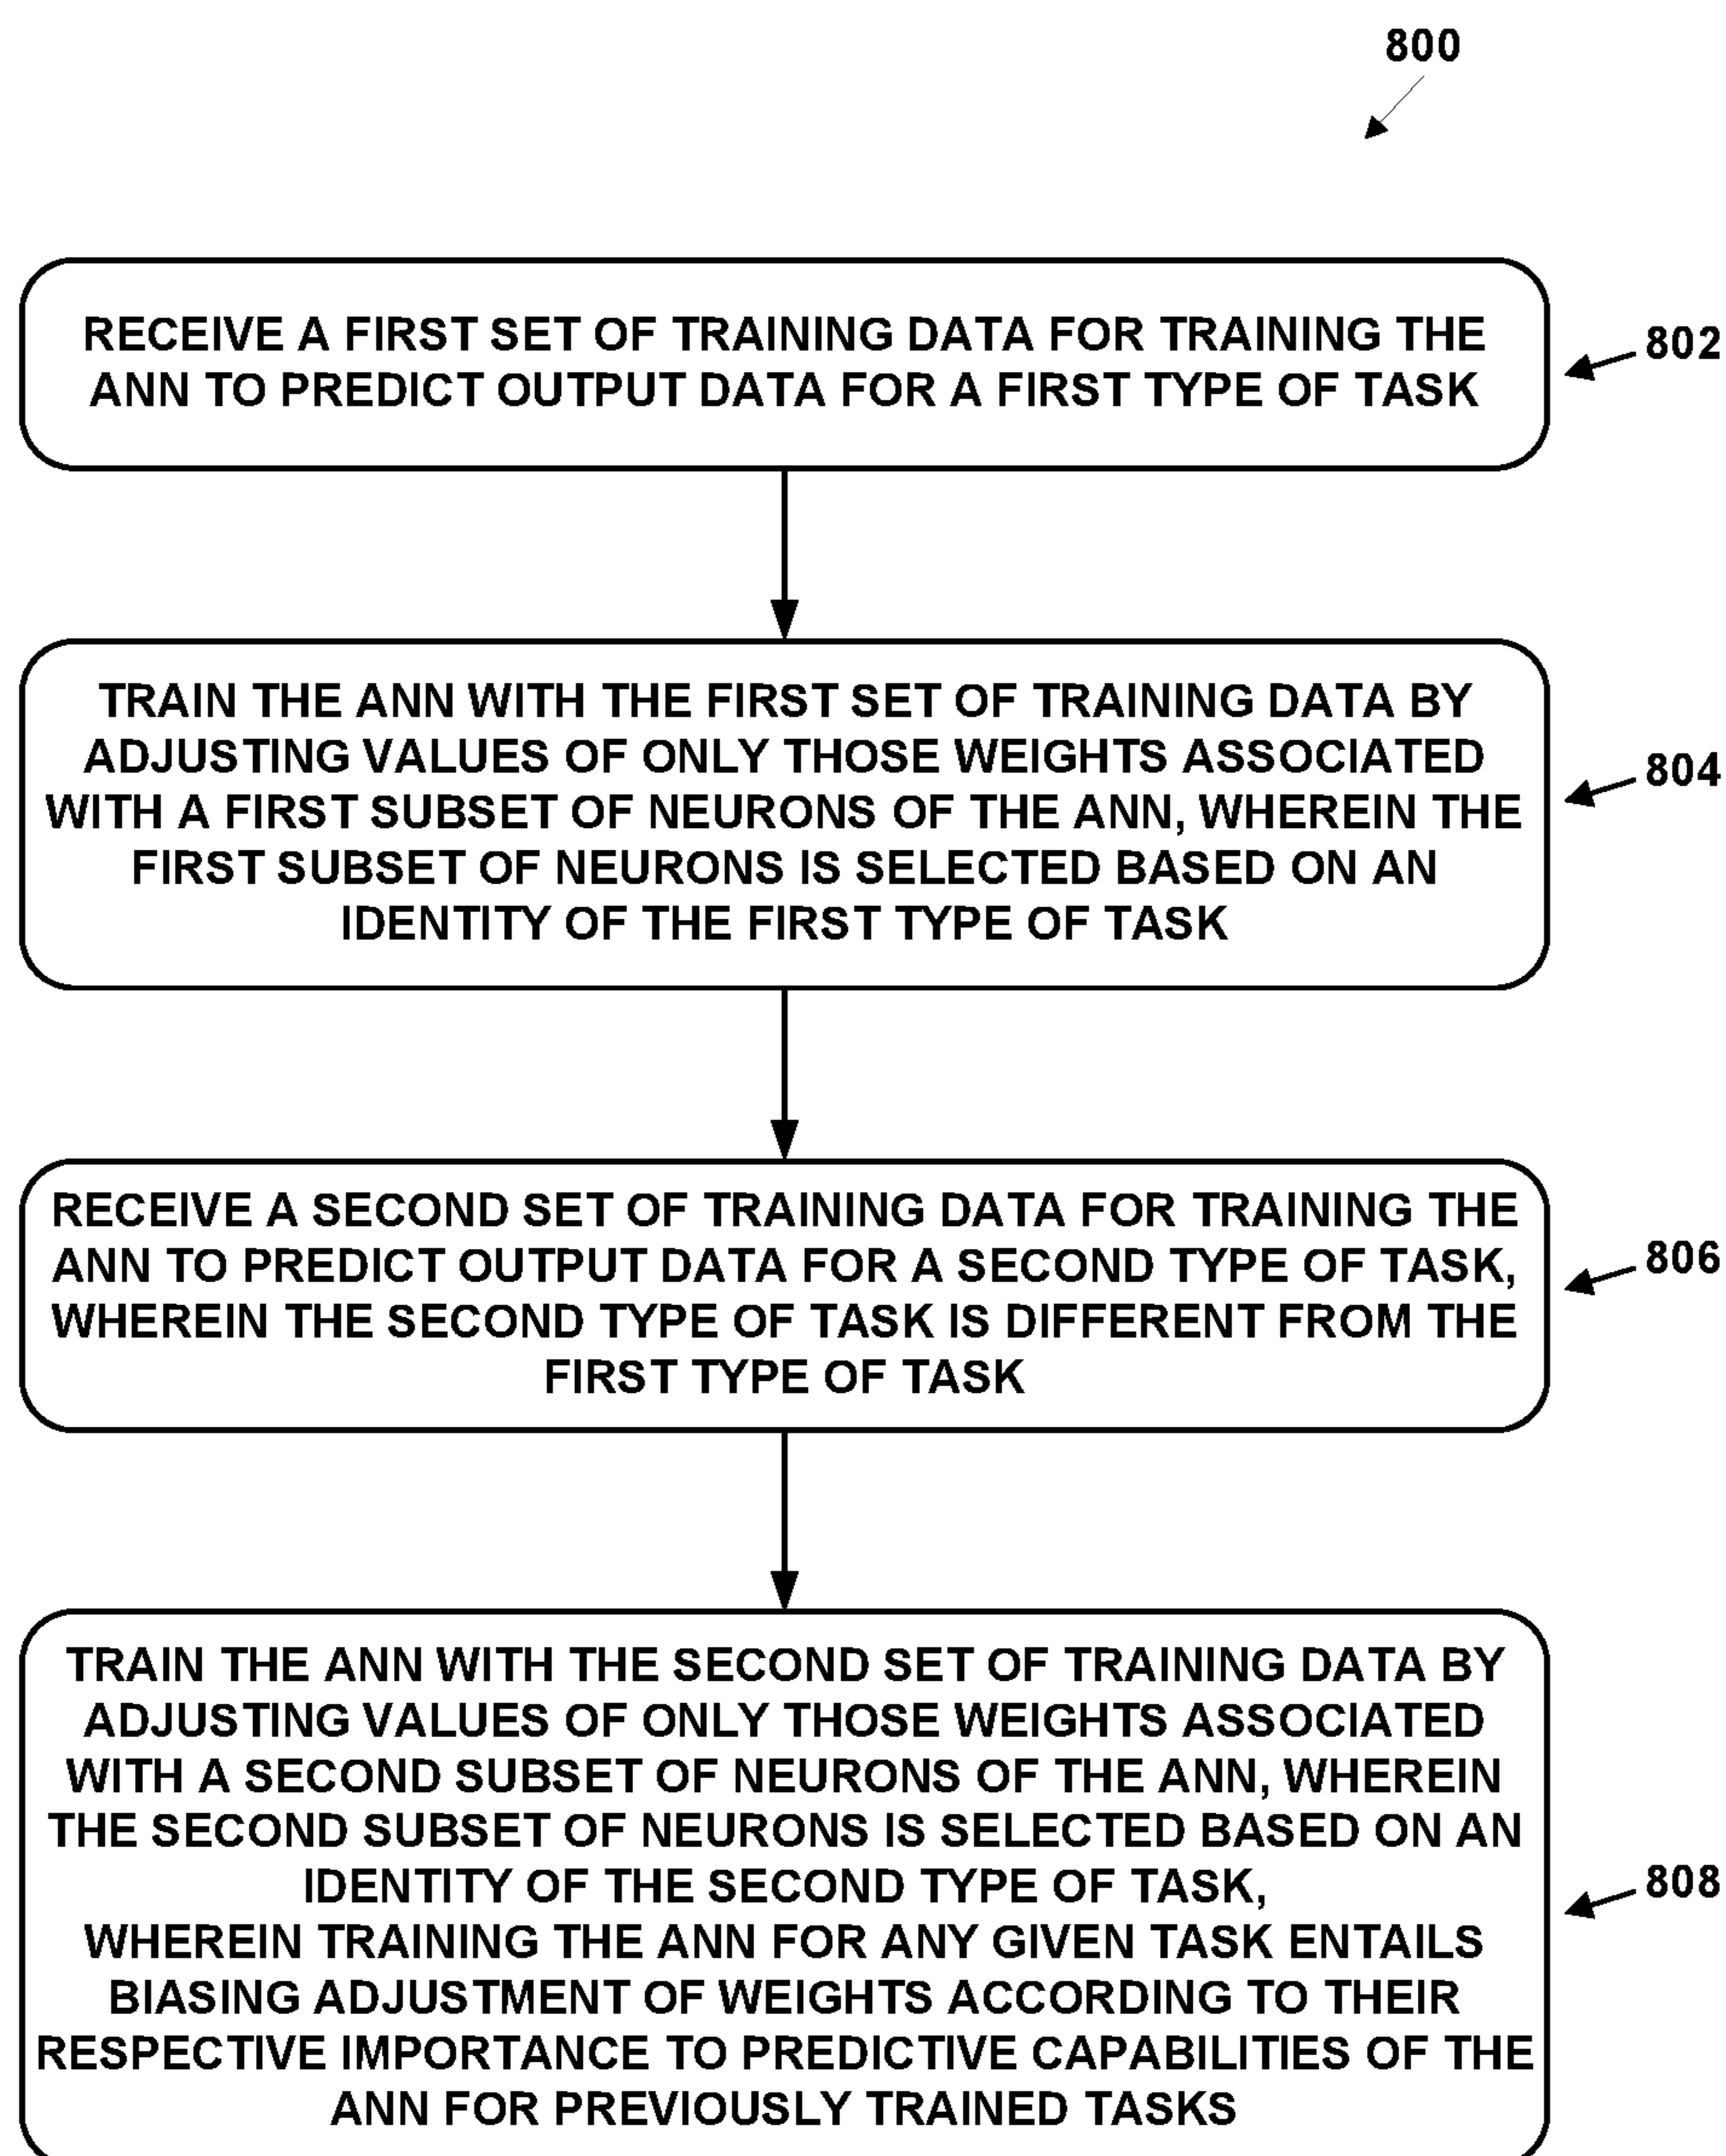 800
RECEIVE A FIRST SET OF TRAINING DATA FOR TRAINING THE
ANN TO PREDICT OUTPUT DATA FOR A FIRST TYPE OF TASK
802
TRAIN THE ANN WITH THE FIRST SET OF TRAINING DATA BY
ADJUSTING VALUES OF ONLY THOSE WEIGHTS ASSOCIATED
WITH A FIRST SUBSET OF NEURONS OF THE ANN, WHEREIN THE
FIRST SUBSET OF NEURONS IS SELECTED BASED ON AN
IDENTITY OF THE FIRST TYPE OF TASK
804
RECEIVE A SECOND SET OF TRAINING DATA FOR TRAINING THE
ANN TO PREDICT OUTPUT DATA FOR A SECOND TYPE OF TASK,
WHEREIN THE SECOND TYPE OF TASK IS DIFFERENT FROM THE
FIRST TYPE OF TASK
806
TRAIN THE ANN WITH THE SECOND SET OF TRAINING DATA BY
ADJUSTING VALUES OF ONLY THOSE WEIGHTS ASSOCIATED
WITH A SECOND SUBSET OF NEURONS OF THE ANN, WHEREIN
THE SECOND SUBSET OF NEURONS IS SELECTED BASED ON AN
IDENTITY OF THE SECOND TYPE OF TASK,
WHEREIN TRAINING THE ANN FOR ANY GIVEN TASK ENTAILS
BIASING ADJUSTMENT OF WEIGHTS ACCORDING TO THEIR
RESPECTIVE IMPORTANCE TO PREDICTIVE CAPABILITIES OF THE
ANN FOR PREVIOUSLY TRAINED TASKS
808